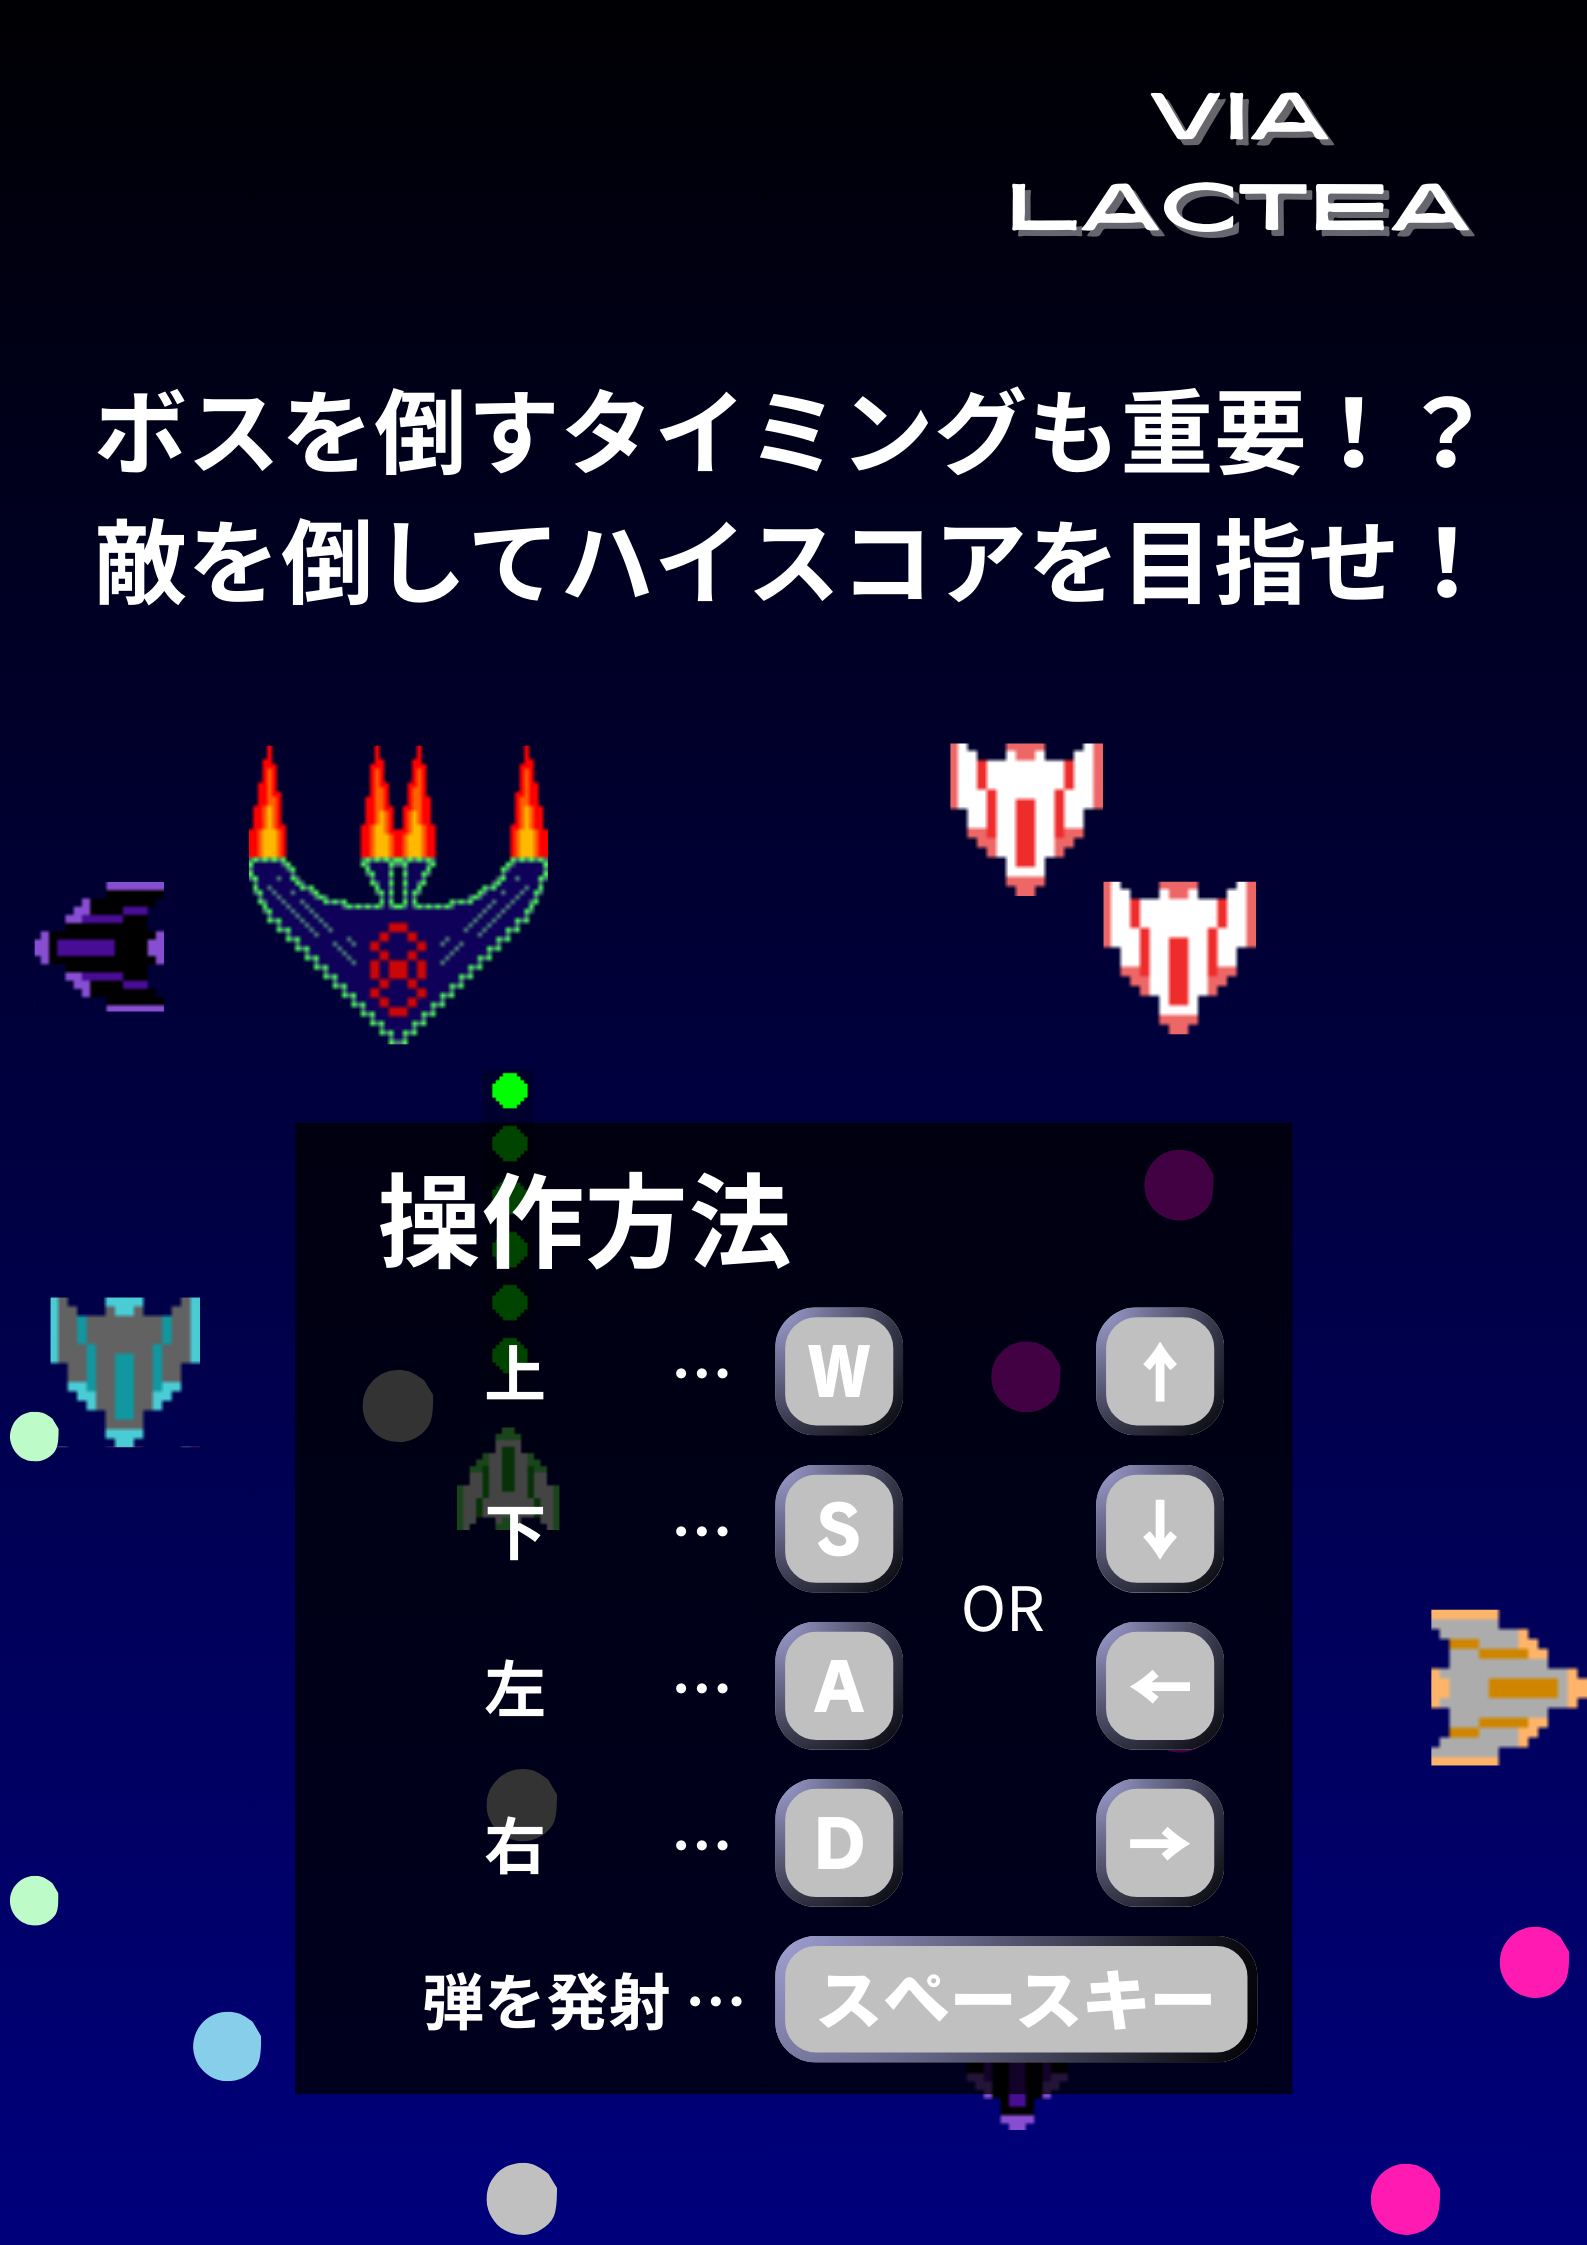 VIA
LACTEA
ボスを倒すタイミングも重要！？
敵を倒してハイスコアを目指せ！
操作方法
上 … W ↑
下 … S ↓
OR
左 … A ←
右 … D →
弾を発射 … スペースキー